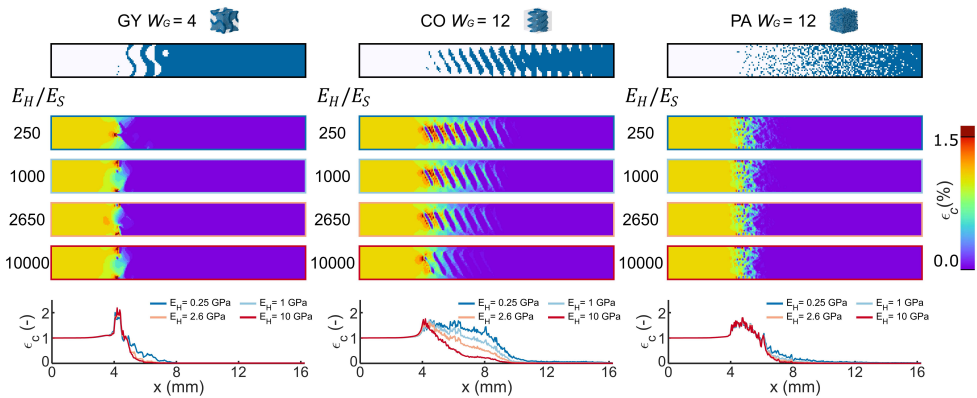 GY W_G = 4
CO W_G = 12
PA W_G = 12
E_H/E_S
E_H/E_S
E_H/E_S
250
1000
2650
10000
250
1000
2650
10000
250
1000
2650
10000
1.5
ϵ_c(%)
0.0
E_H= 0.25 GPa
E_H= 1 GPa
E_H= 2.6 GPa
E_H= 10 GPa
ϵ_c (-)
2
1
0
0 4 8 12 16
x (mm)
E_H= 0.25 GPa
E_H= 1 GPa
E_H= 2.6 GPa
E_H= 10 GPa
ϵ_c (-)
2
1
0
0 4 8 12 16
x (mm)
E_H= 0.25 GPa
E_H= 1 GPa
E_H= 2.6 GPa
E_H= 10 GPa
ϵ_c (-)
2
1
0
0 4 8 12 16
x (mm)